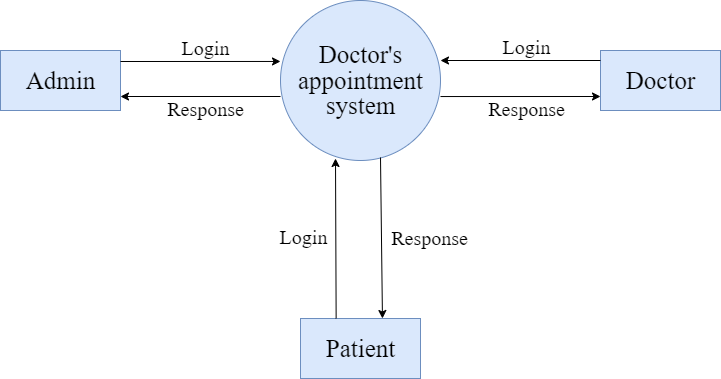 Login
Doctor's
Login
Admin
appointment
Doctor
system
Response
Response
Login
Response
Patient